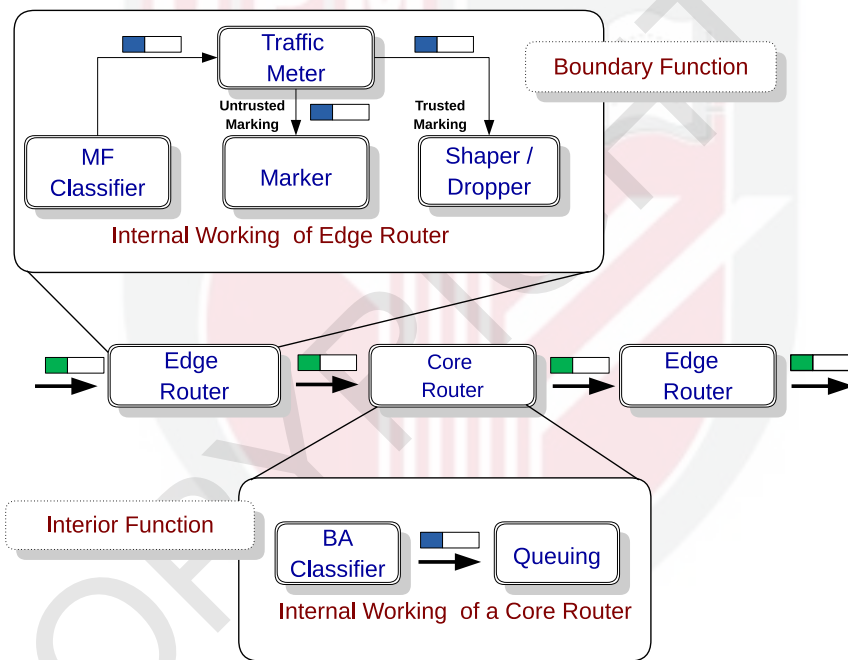 Traffic
Meter
Boundary Function
Untrusted
Marking
Trusted
Marking
MF
Classifier
Marker
Shaper /
Dropper
Internal Working of Edge Router
Edge
Router
Core
Router
Edge
Router
Interior Function
BA
Classifier
Queuing
Internal Working of a Core Router